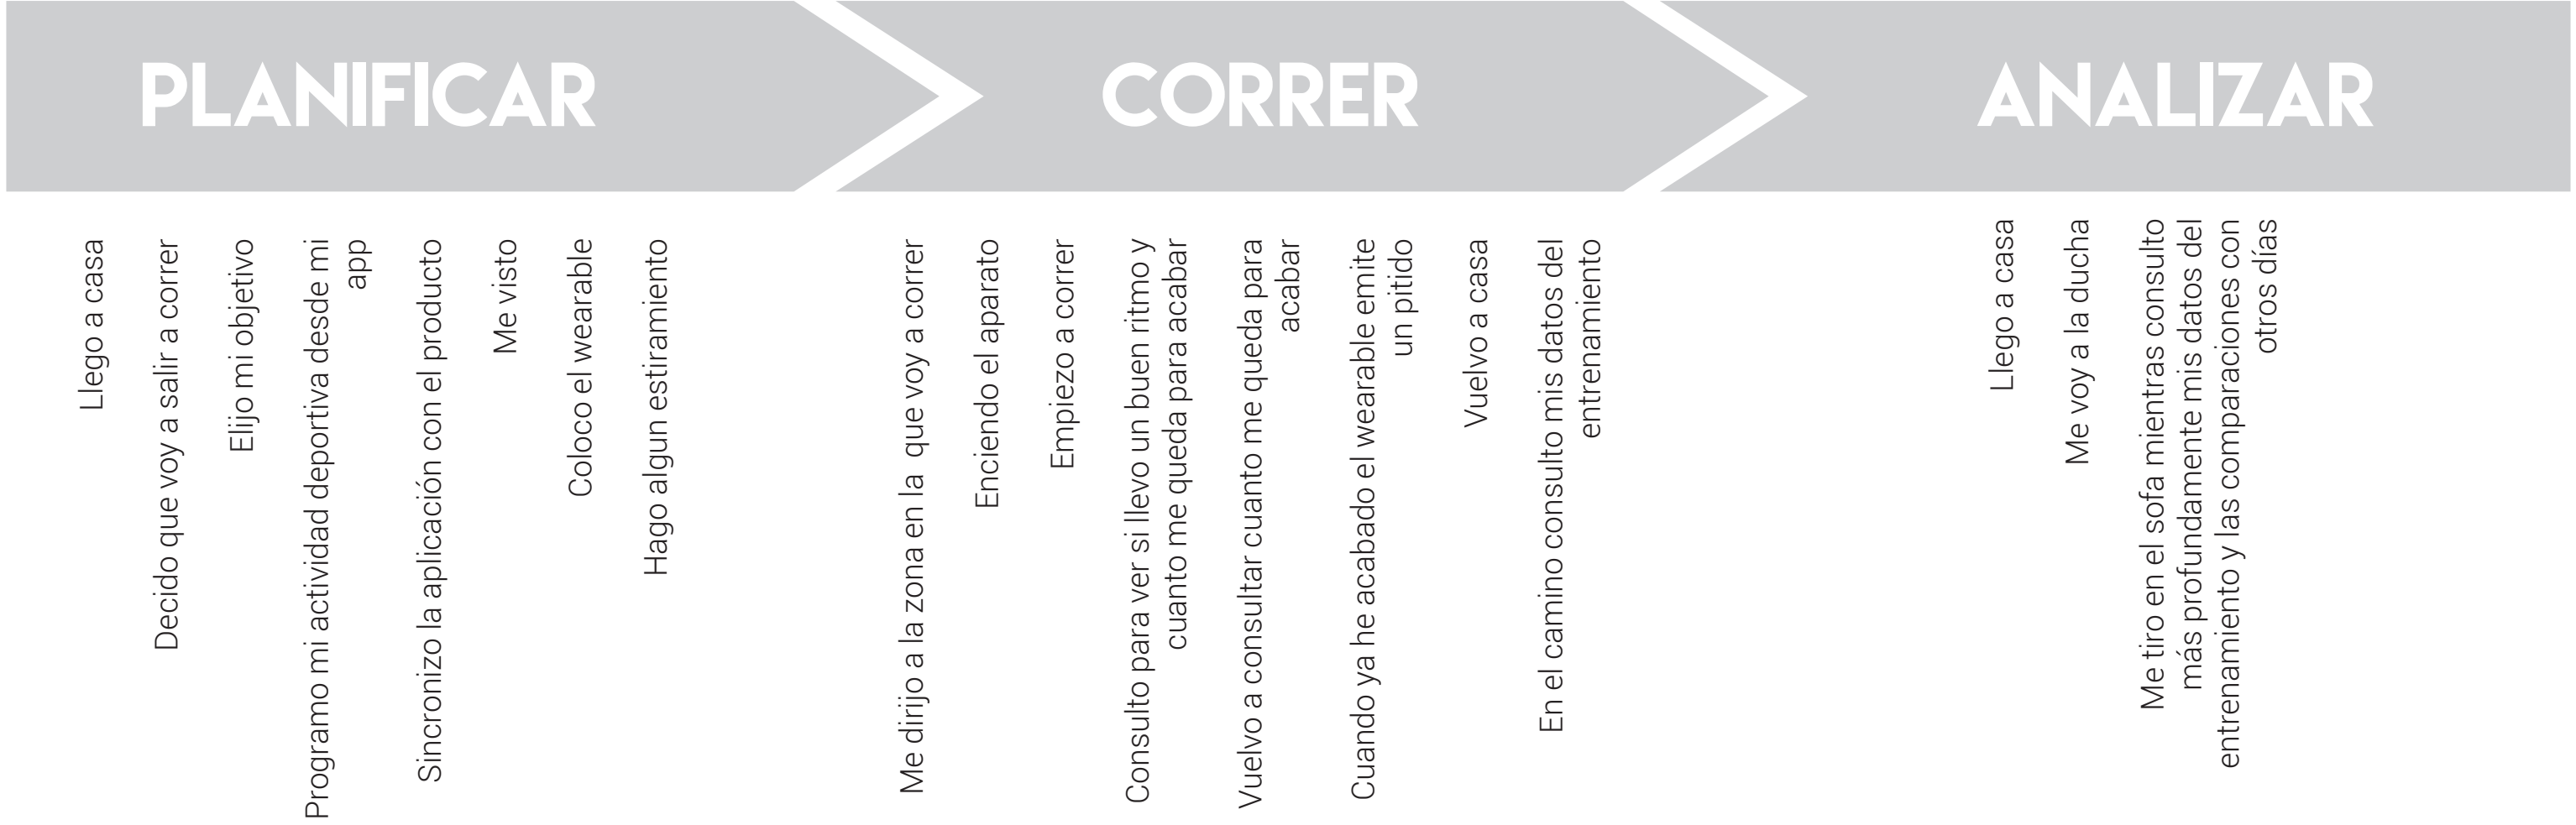 PLANIFICAR
Llego a casa
Decido que voy a salir a correr
Elijo mi objetivo
Programo mi actividad deportiva desde mi
app
Sincronizo la aplicación con el producto
Me visto
Coloco el wearable
Hago algun estiramiento
CORRER
Me dirijo a la zona en la  que voy a correr
Enciendo el aparato
Empiezo a correr
Consulto para ver si llevo un buen ritmo y
cuanto me queda para acabar
Vuelvo a consultar cuanto me queda para
acabar
Cuando ya he acabado el wearable emite
un pitido
Vuelvo a casa
En el camino consulto mis datos del
entrenamiento
ANALIZAR
Llego a casa
Me voy a la ducha
Me tiro en el sofa mientras consulto
más profundamente mis datos del
entrenamiento y las comparaciones con
otros días